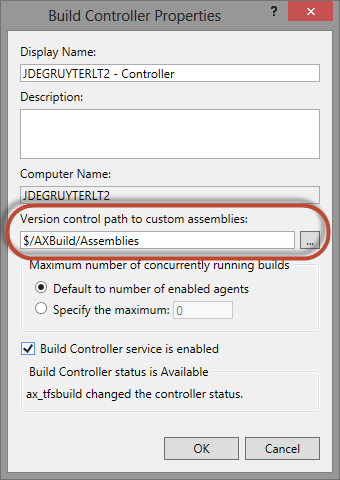 Build Controller Properties
?
Display Name:
JDEGRUYTERLT2 - Controller
Description:
Computer Name:
JDEGRUYTERLT2
Version control path to custom assemblies:
$/AXBuild/Assemblies
...
Maximum number of concurrently running builds
Default to number of enabled agents
Specify the maximum: 0
Build Controller service is enabled
Build Controller status is Available
ax_tfsbuild changed the controller status.
OK Cancel